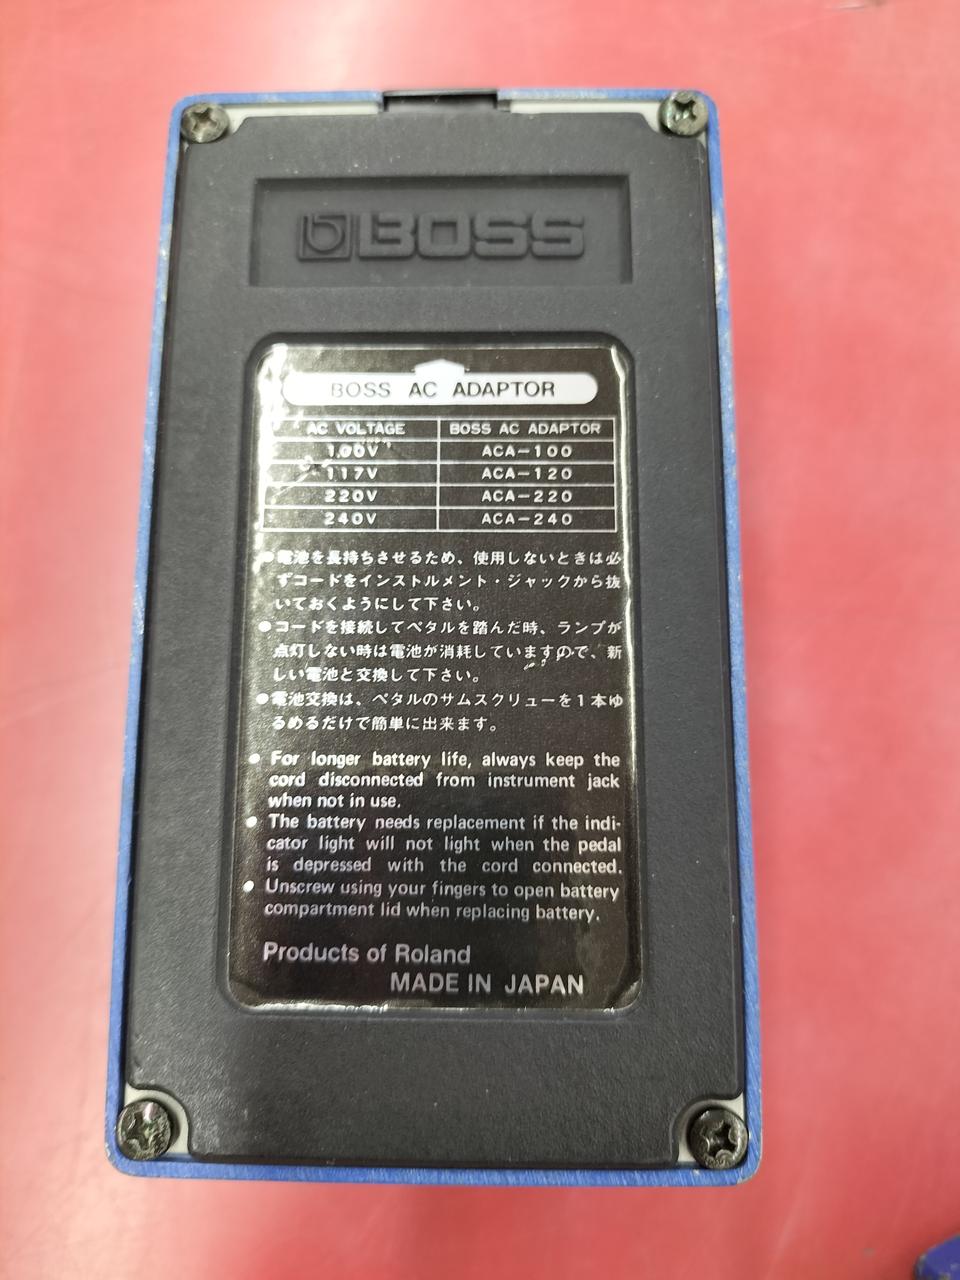 BOSS
BOSS AC ADAPTOR
AC VOLTAGE BOSS AC ADAPTOR
100V ACA-100
117V ACA-120
220V ACA-220
240V ACA-240
●電池を長持ちさせるため、使用しないときは必
ずコードをインストルメント・ジャックから抜
いておくようにして下さい。
●コードを接続してペタルを踏んだ時、ランプが
点灯しない時は電池が消耗していますので、新
しい電池と交換して下さい。
●電池交換は、ペタルのサムスクリューを1本ゆ
るめるだけで簡単に出来ます。
● For longer battery life, always keep the
cord disconnected from instrument jack
when not in use.
● The battery needs replacement if the indi-
cator light will not light when the pedal
is depressed with the cord connected.
● Unscrew using your fingers to open battery
compartment lid when replacing battery.
Products of Roland
MADE IN JAPAN